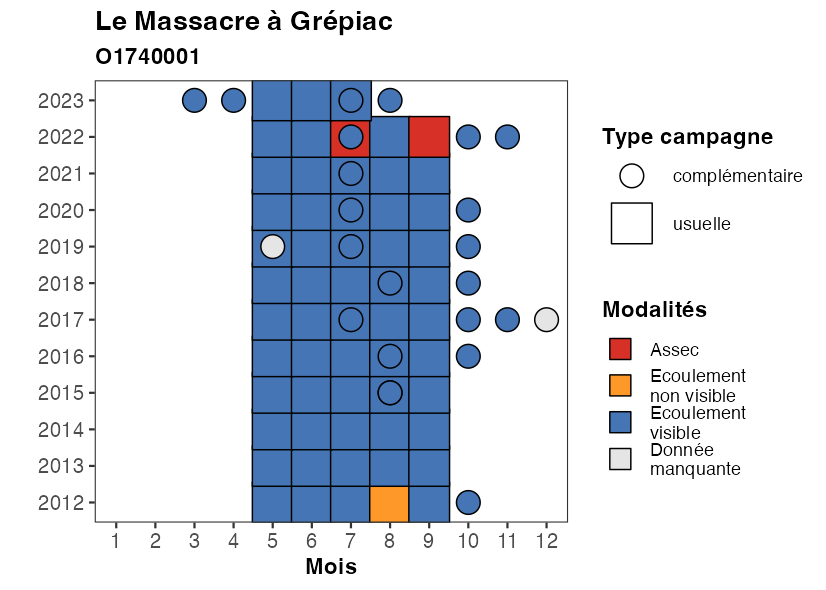 Le Massacre à Grépiac
O1740001
2023
2022
2021
2020
2019
2018
2017
2016
2015
2014
2013
2012
1 2 3 4 5 6 7 8 9 10 11 12
Mois
Type campagne
complémentaire
usuelle
Modalités
Assec
Ecoulement
non visible
Ecoulement
visible
Donnée
manquante